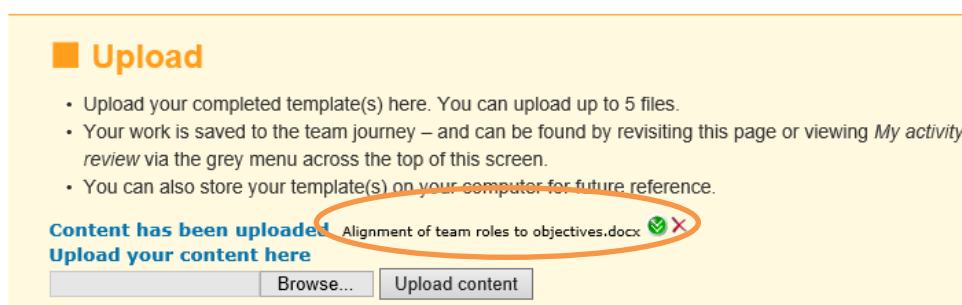 Upload
• Upload your completed template(s) here. You can upload up to 5 files.
• Your work is saved to the team journey – and can be found by revisiting this page or viewing My activity
review via the grey menu across the top of this screen.
• You can also store your template(s) on your computer for future reference.
Content has been uploaded Alignment of team roles to objectives.docx
Upload your content here
Browse... Upload content